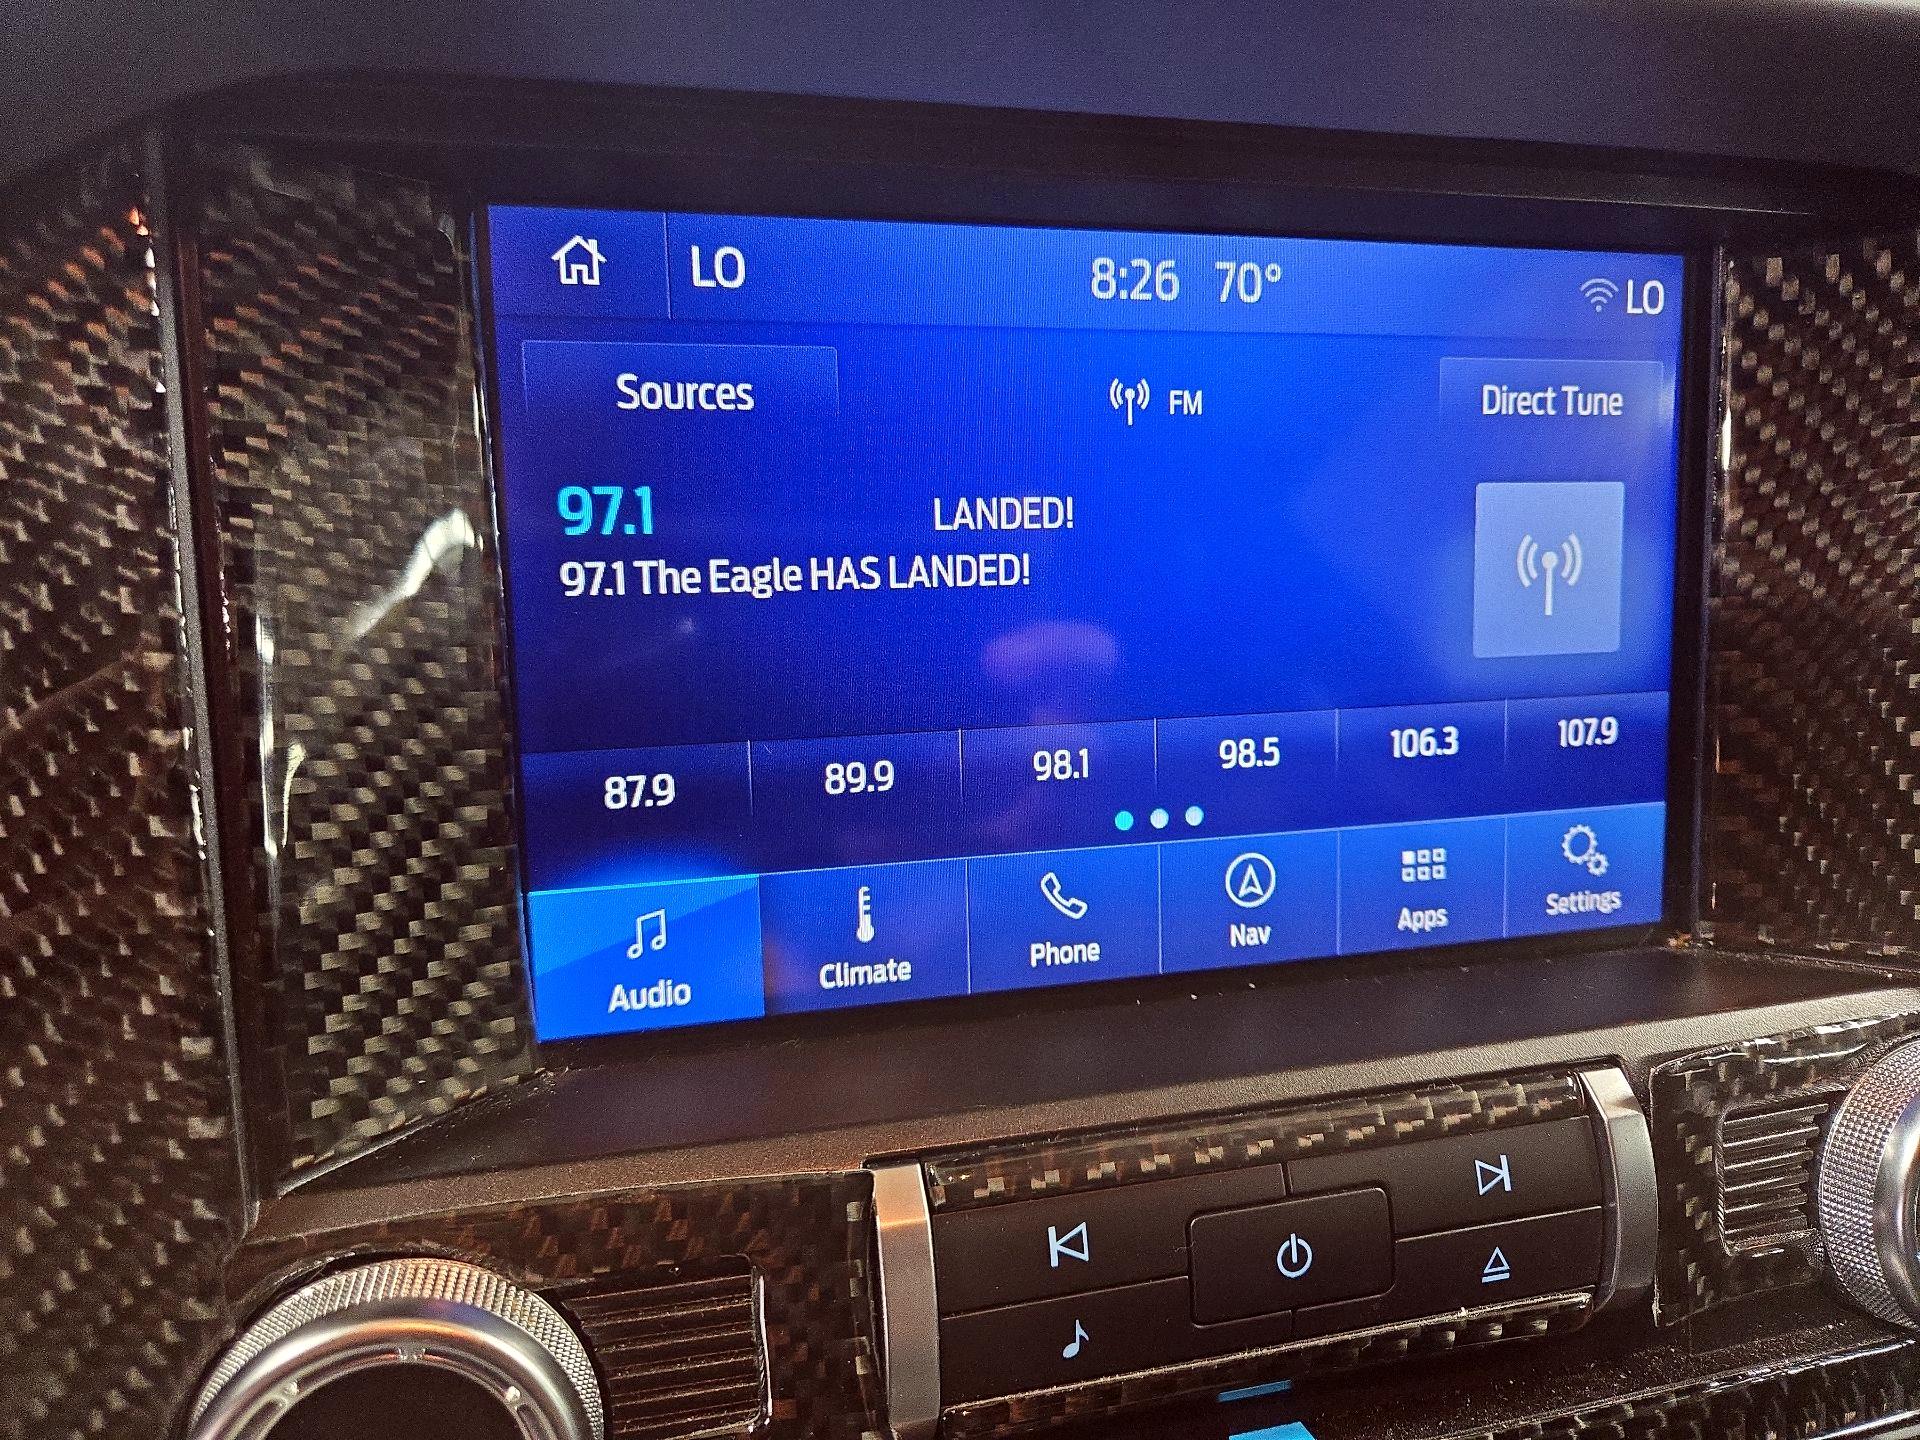 LO 8:26 70° LO
Sources FM Direct Tune
97.1 LANDED!
97.1 The Eagle HAS LANDED!
87.9 89.9 98.1 98.5 106.3 107.9
Audio Climate Phone Nav Apps Settings